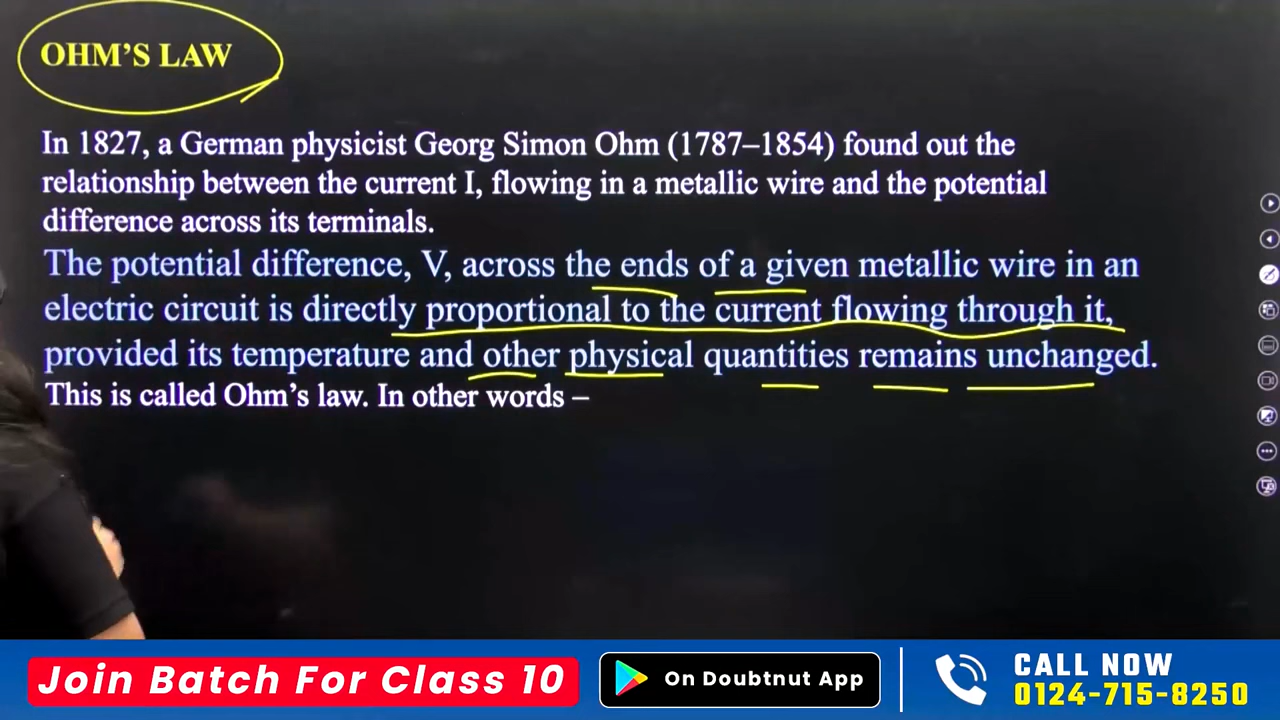 OHM'S LAW
In 1827, a German physicist Georg Simon Ohm (1787–1854) found out the
relationship between the current I, flowing in a metallic wire and the potential
difference across its terminals.
The potential difference, V, across the ends of a given metallic wire in an
electric circuit is directly proportional to the current flowing through it,
provided its temperature and other physical quantities remains unchanged.
This is called Ohm's law. In other words –
Join Batch For Class 10
On Doubtnut App
CALL NOW
0124-715-8250